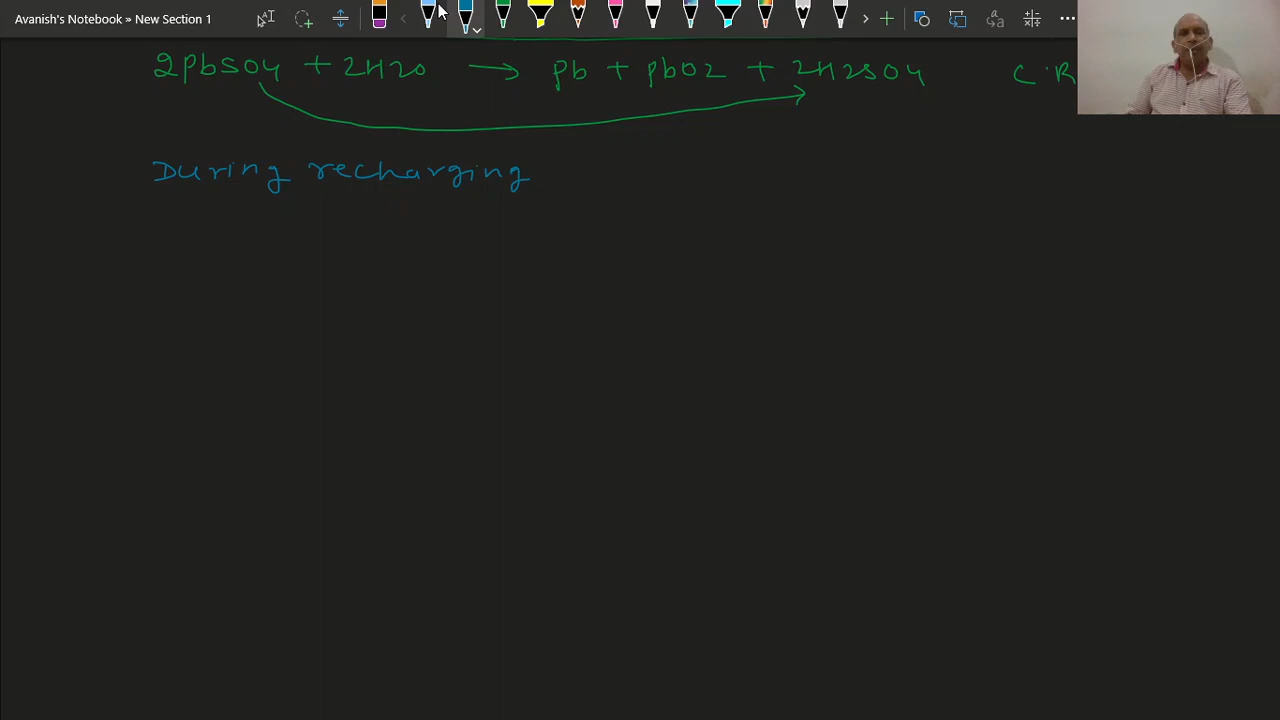 Avanish's Notebook » New Section 1
2PbSO4 + 2H2O → Pb + PbO2 + 2H2SO4 C.R
During recharging